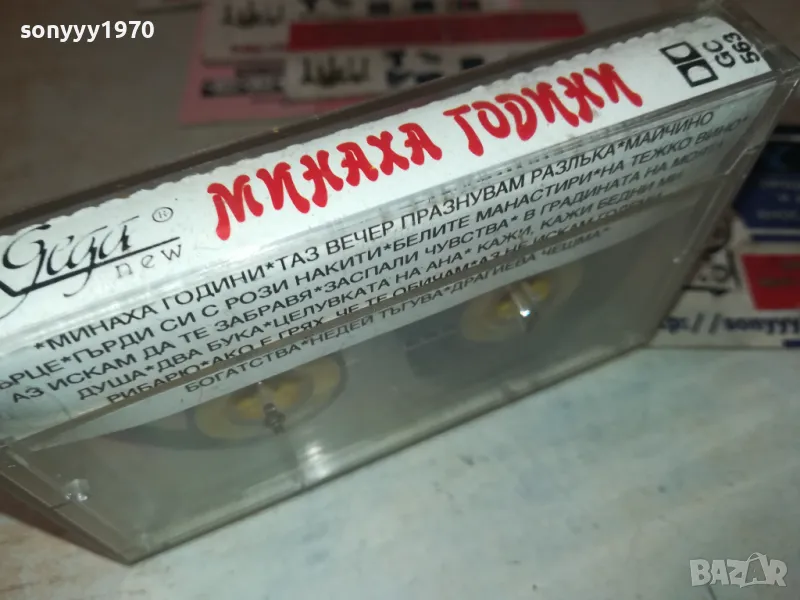 sonyyy1970
МИНАХА ГОДИНИ
GC
563
Gega ®
new
*МИНАХА ГОДИНИ*ТАЗ ВЕЧЕР ПРАЗНУВАМ РАЗЛЪКА*МАЙЧИНО
ЪРЦЕ*ГЪРДИ СИ С РОЗИ НАКИТИ*БЕЛИТЕ МАНАСТИРИ*НА ТЕЖКО ВИНО*
АЗ ИСКАМ ДА ТЕ ЗАБРАВЯ*ЗАСПАЛИ ЧУВСТВА* В ГРАДИНАТА НА МОЙТА
ДУША*ДВА БУКА*ЦЕЛУВКАТА НА АНА* КАЖИ, КАЖИ БЕДНИ МИ
РИБАРЮ*АКО Е ГРЯХ, ЧЕ ТЕ ОБИЧАМ*АЗ НЕ ИСКАМ ГОЛЕМИ
БОГАТСТВА*НЕДЕЙ ТЪГУВА*ДРАГИЕВА ЧЕШМА*
BAZAR